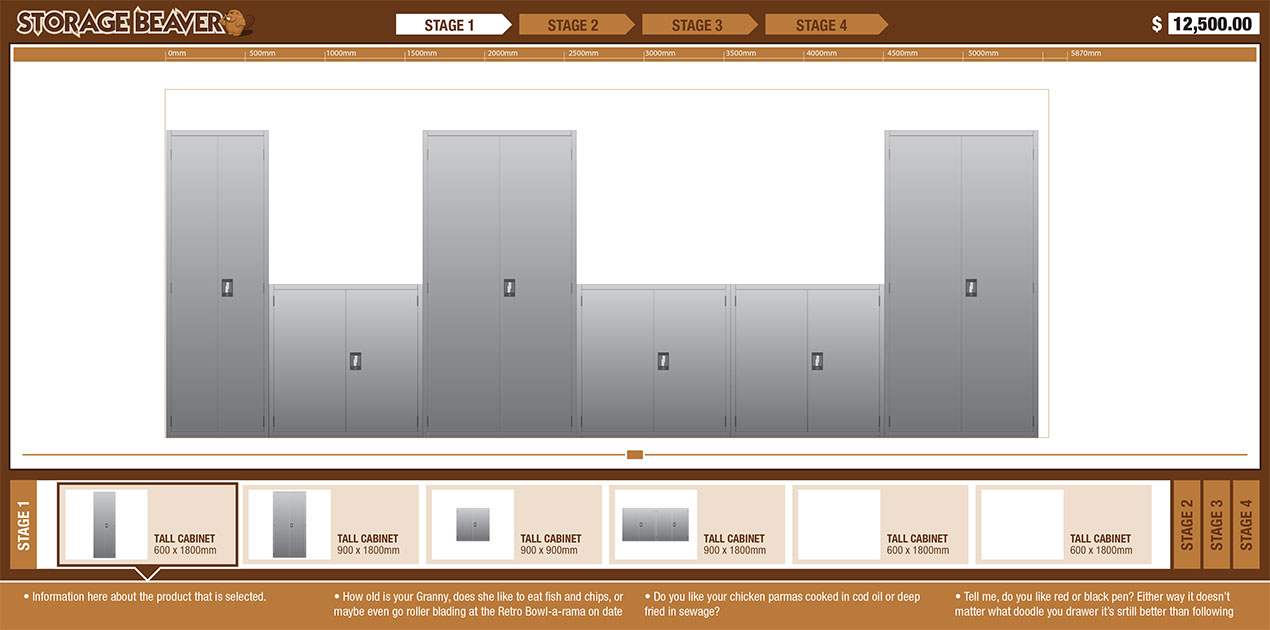 STORAGE BEAVER
STAGE 1
STAGE 2
STAGE 3
STAGE 4
$ 12,500.00
0mm
500mm
1000mm
1500mm
2000mm
2500mm
3000mm
3500mm
4000mm
4500mm
5000mm
5870mm
STAGE 1
TALL CABINET
600 x 1800mm
TALL CABINET
900 x 1800mm
TALL CABINET
900 x 900mm
TALL CABINET
900 x 1800mm
TALL CABINET
600 x 1800mm
TALL CABINET
600 x 1800mm
STAGE 2
STAGE 3
STAGE 4
• Information here about the product that is selected.
• How old is your Granny, does she like to eat fish and chips, or
maybe even go roller blading at the Retro Bowl-a-rama on date
• Do you like your chicken parmas cooked in cod oil or deep
fried in sewage?
• Tell me, do you like red or black pen? Either way it doesn't
matter what doodle you drawer it's srtill better than following